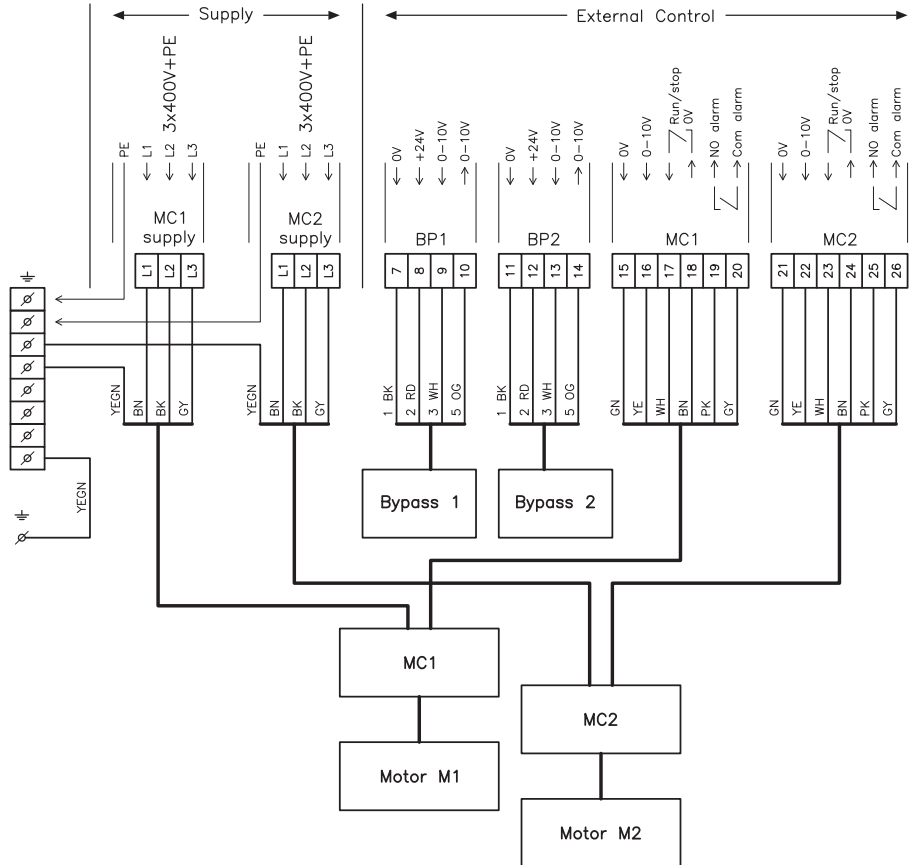 Supply
External Control
3x400V+PE
3x400V+PE
PE
L1
L2
L3
PE
L1
L2
L3
0V
+24V
0-10V
0-10V
0V
+24V
0-10V
0-10V
0V
0-10V
Run/stop
0V
NO alarm
Com alarm
0V
0-10V
Run/stop
0V
NO alarm
Com alarm
MC1
supply
MC2
supply
BP1
BP2
MC1
MC2
L1
L2
L3
L1
L2
L3
7
8
9
10
11
12
13
14
15
16
17
18
19
20
21
22
23
24
25
26
YEGN
BN
BK
GY
YEGN
BN
BK
GY
1 BK
2 RD
3 WH
5 OG
1 BK
2 RD
3 WH
5 OG
GN
YE
WH
BN
PK
GY
GN
YE
WH
BN
PK
GY
YEGN
Bypass 1
Bypass 2
MC1
MC2
Motor M1
Motor M2